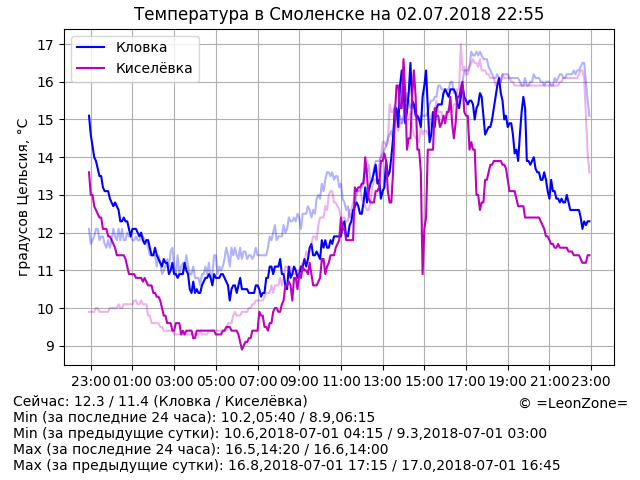 Температура в Смоленске на 02.07.2018 22:55
градусов Цельсия, °C
17
16
15
14
13
12
11
10
9
Кловка
Киселёвка
23:00 01:00 03:00 05:00 07:00 09:00 11:00 13:00 15:00 17:00 19:00 21:00 23:00
Сейчас: 12.3 / 11.4 (Кловка / Киселёвка)
© =LeonZone=
Min (за последние 24 часа): 10.2,05:40 / 8.9,06:15
Min (за предыдущие сутки): 10.6,2018-07-01 04:15 / 9.3,2018-07-01 03:00
Max (за последние 24 часа): 16.5,14:20 / 16.6,14:00
Max (за предыдущие сутки): 16.8,2018-07-01 17:15 / 17.0,2018-07-01 16:45